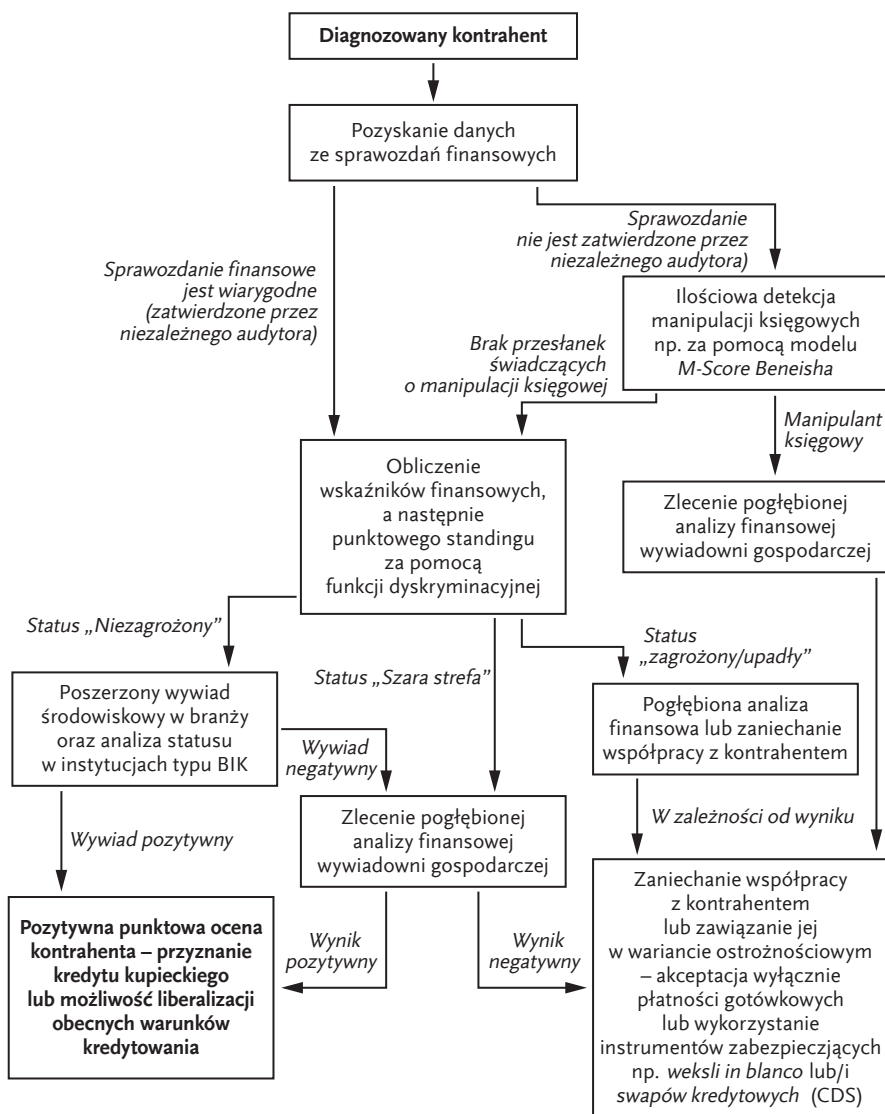 Diagnozowany kontrahent
Pozyskanie danych
ze sprawozdań finansowych
Sprawozdanie
nie jest zatwierdzone przez
niezależnego audytora)
Sprawozdanie finansowe
jest wiarygodne
(zatwierdzone przez
niezależnego audytora)
Ilościowa detekcja
manipulacji księgowych
np. za pomocą modelu
M-Score Beneisha
Brak przesłanek
świadczących
o manipulacji księgowej
Manipulant
księgowy
Obliczenie
wskaźników finansowych,
a następnie
punktowego standingu
za pomocą
funkcji dyskryminacyjnej
Zlecenie pogłębionej
analizy finansowej
wywiadowni gospodarczej
Status „Niezagrożony”
Status „Szara strefa”
Status
„zagrożony/upadły”
Poszerzony wywiad
środowiskowy w branży
oraz analiza statusu
w instytucjach typu BIK
Wywiad
negatywny
Pogłębiona analiza
finansowa lub zaniechanie
współpracy z kontrahentem
Wywiad pozytywny
Zlecenie pogłębionej
analizy finansowej
wywiadowni gospodarczej
W zależności od wyniku
Pozytywna punktowa ocena
kontrahenta – przyznanie
kredytu kupieckiego
lub możliwość liberalizacji
obecnych warunków
kredytowania
Wynik
pozytywny
Wynik
negatywny
Zaniechanie współpracy
z kontrahentem
lub zawiązanie jej
w wariancie ostrożnościowym
– akceptacja wyłącznie
płatności gotówkowych
lub wykorzystanie
instrumentów zabezpieczjących
np. weksli in blanco lub/i
swapów kredytowych (CDS)